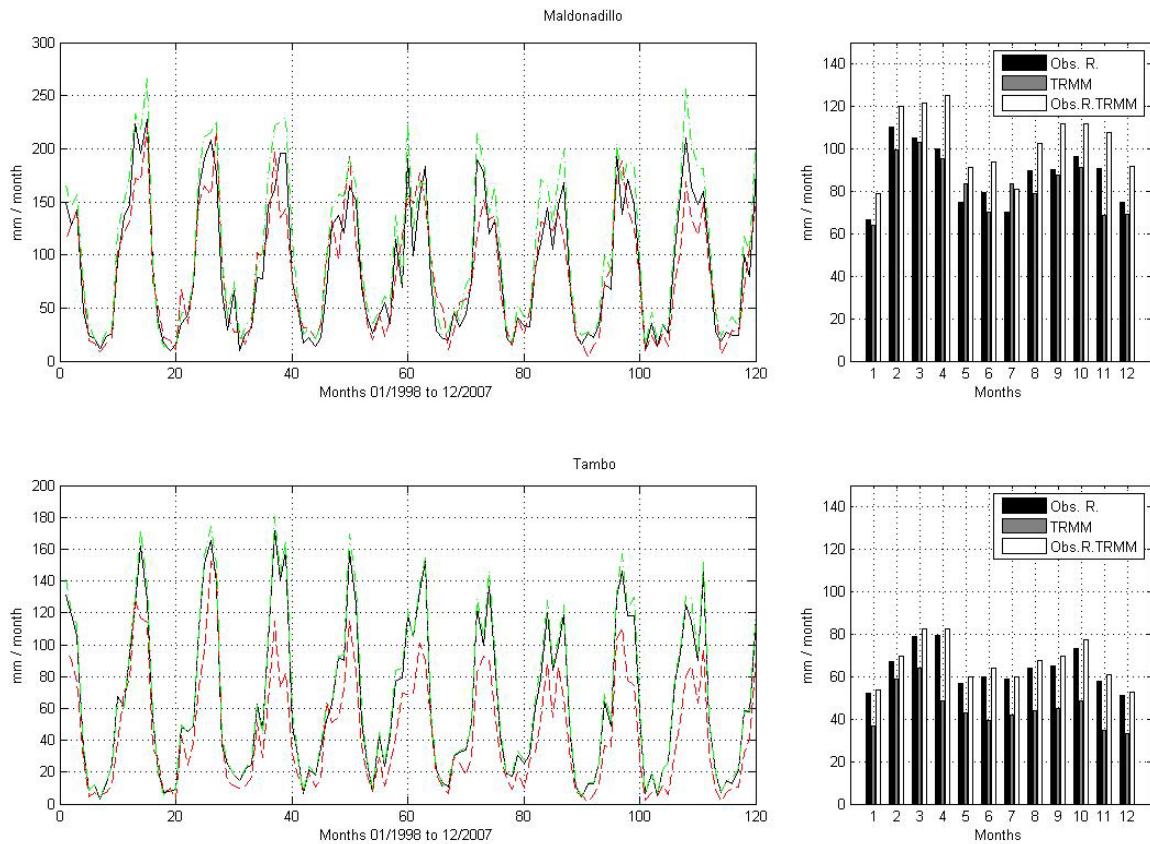 Maldonadillo
300
250
200
150
100
50
0
mm / month
0 20 40 60 80 100 120
Months 01/1998 to 12/2007
140
120
100
80
60
40
20
0
mm / month
Obs. R.
TRMM
Obs.R.TRMM
1 2 3 4 5 6 7 8 9 10 11 12
Months
Tambo
200
180
160
140
120
100
80
60
40
20
0
mm / month
0 20 40 60 80 100 120
Months 01/1998 to 12/2007
140
120
100
80
60
40
20
0
mm / month
Obs. R.
TRMM
Obs.R.TRMM
1 2 3 4 5 6 7 8 9 10 11 12
Months